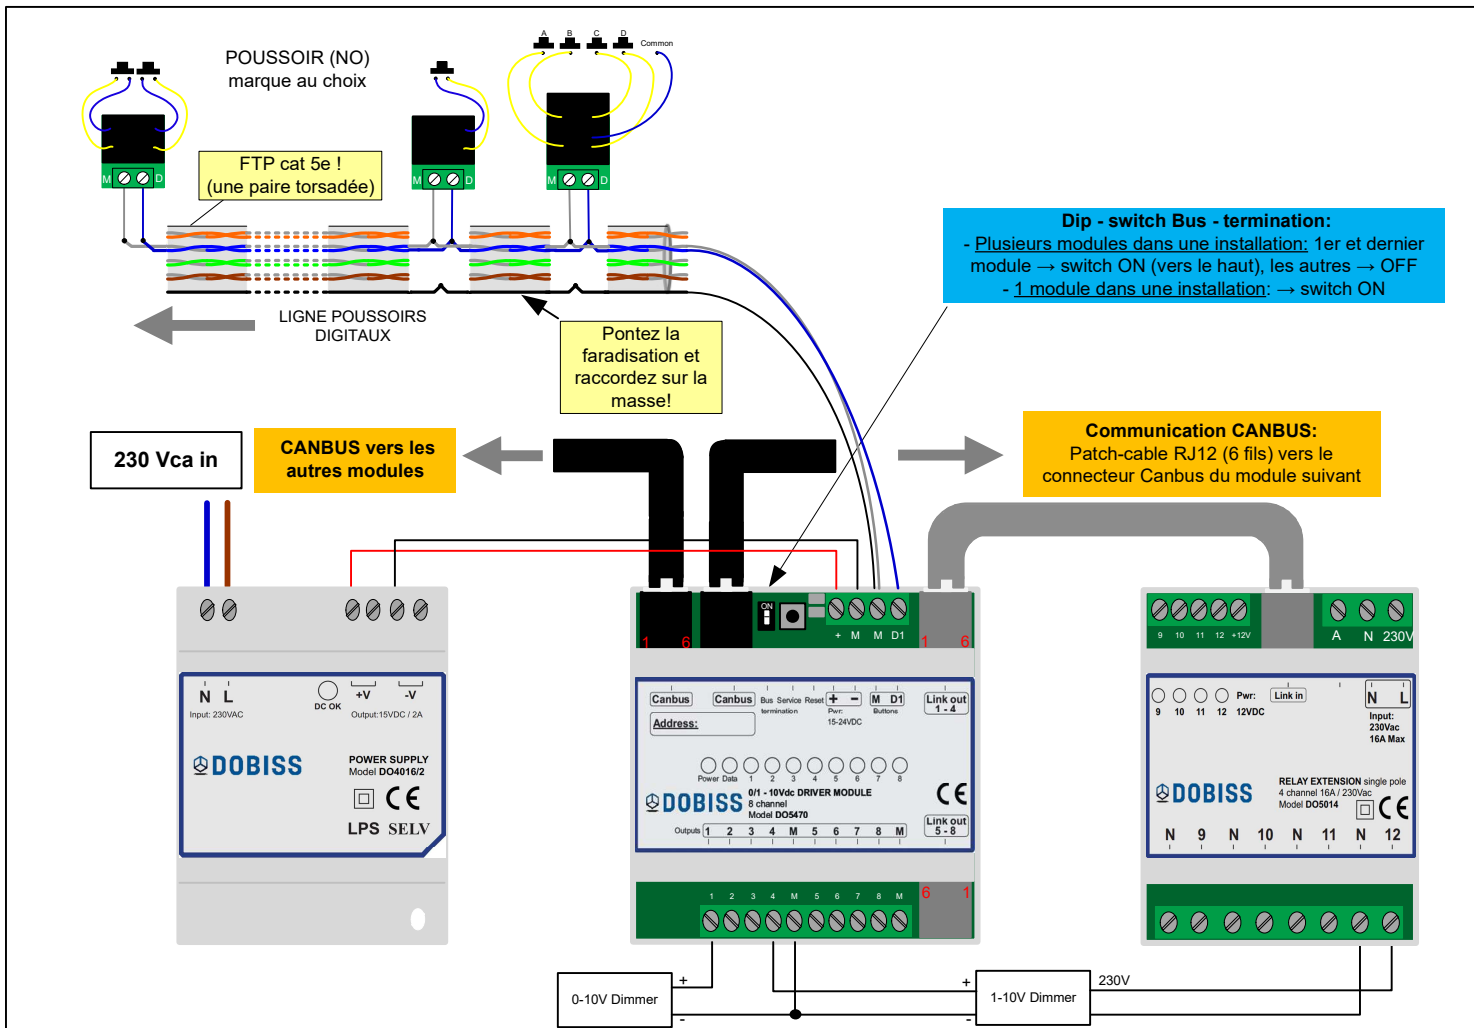 POUSSOIR (NO)
marque au choix
A
B
C
D
Common
M
D
M
D
M
D
FTP cat 5e !
(une paire torsadée)
LIGNE POUSSOIRS
DIGITAUX
Pontez la
faradisation et
raccordez sur la
masse!
Dip - switch Bus - termination:
- Plusieurs modules dans une installation: 1er et dernier
module → switch ON (vers le haut), les autres → OFF
- 1 module dans une installation: → switch ON
230 Vca in
CANBUS vers les
autres modules
Communication CANBUS:
Patch-cable RJ12 (6 fils) vers le
connecteur Canbus du module suivant
N L
Input: 230VAC
DC OK
+V
-V
Output:15VDC / 2A
DOBISS
POWER SUPPLY
Model DO4016/2
CE
LPS SELV
1 6
ON
+ M M D1
1 6
Canbus
Canbus
Bus
termination
Service
Reset
+ -
Pwr:
15-24VDC
M D1
Buttons
Link out
1 - 4
Address:
Power Data 1 2 3 4 5 6 7 8
DOBISS
0/1 - 10Vdc DRIVER MODULE
8 channel
Model DO5470
CE
Link out
5 - 8
Outputs 1 2 3 4 M 5 6 7 8 M
1 2 3 4 M 5 6 7 8 M
6 1
9 10 11 12 +12V
A N 230V
9 10 11 12
Pwr:
12VDC
Link in
N L
Input:
230Vac
16A Max
DOBISS
RELAY EXTENSION single pole
4 channel 16A / 230Vac
Model DO5014
CE
N 9 N 10 N 11 N 12
0-10V Dimmer
+
-
+
-
1-10V Dimmer
230V